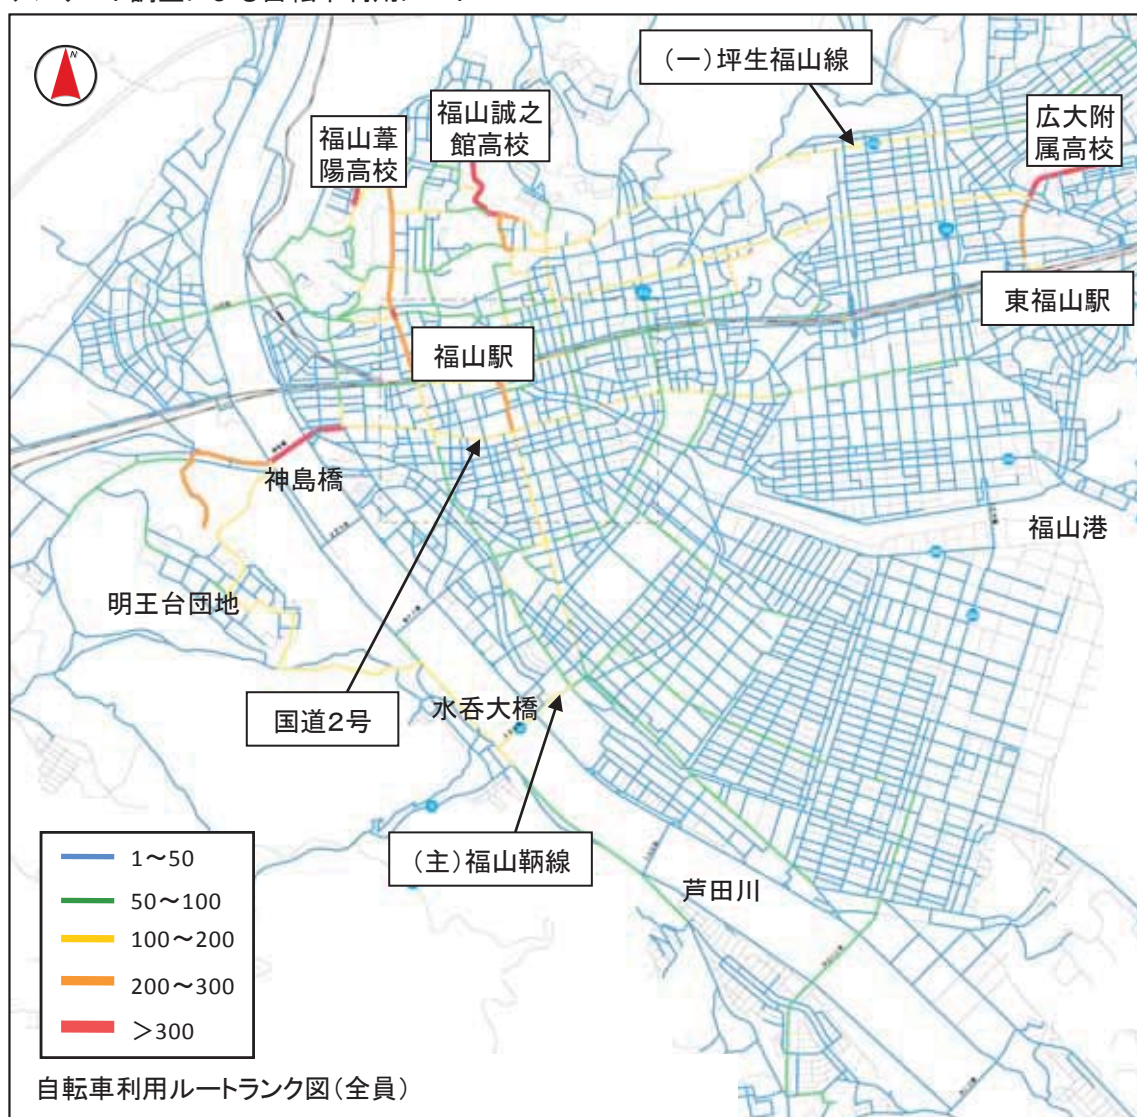 N
(一)坪生福山線
福山誠之
館高校
福山葦
陽高校
広大附
属高校
東福山駅
福山駅
神島橋
福山港
明王台団地
国道2号
水呑大橋
(主)福山鞆線
芦田川
1~50
50~100
100~200
200~300
>300
自転車利用ルートランク図(全員)